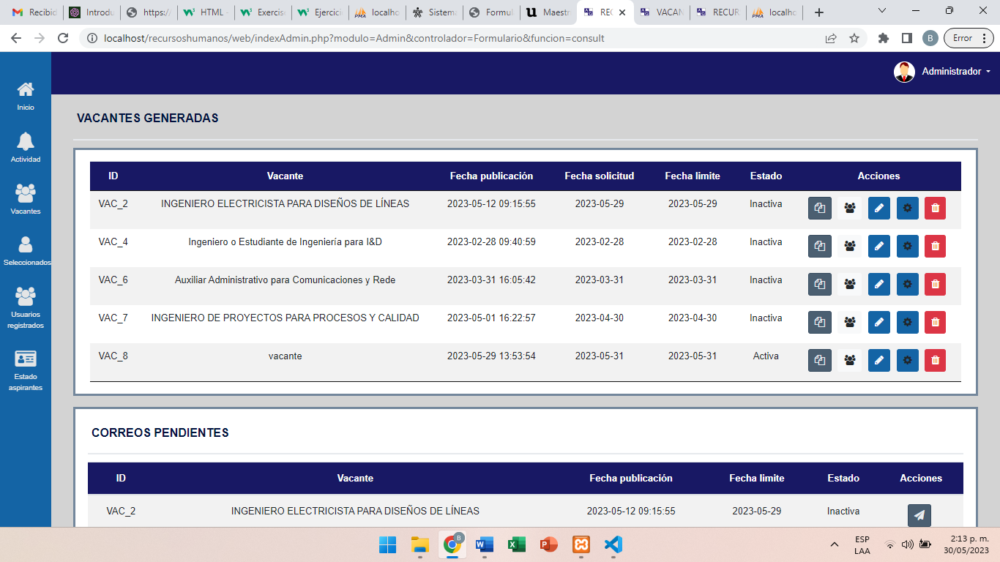 Recibid
Introdu
https:/
HTML
Exercis
Ejercici
localho
Sistema
Formul
Maestr
REC
VACAN
RECUR
localho
localhost/recursoshumanos/web/indexAdmin.php?modulo=Admin&controlador=Formulario&funcion=consult
B
Error
Administrador
Inicio
Actividad
Vacantes
Seleccionados
Usuarios
registrados
Estado
aspirantes
VACANTES GENERADAS
ID Vacante Fecha publicación Fecha solicitud Fecha limite Estado Acciones
VAC_2 INGENIERO ELECTRICISTA PARA DISEÑOS DE LÍNEAS 2023-05-12 09:15:55 2023-05-29 2023-05-29 Inactiva
VAC_4 Ingeniero o Estudiante de Ingeniería para I&D 2023-02-28 09:40:59 2023-02-28 2023-02-28 Inactiva
VAC_6 Auxiliar Administrativo para Comunicaciones y Rede 2023-03-31 16:05:42 2023-03-31 2023-03-31 Inactiva
VAC_7 INGENIERO DE PROYECTOS PARA PROCESOS Y CALIDAD 2023-05-01 16:22:57 2023-04-30 2023-04-30 Inactiva
VAC_8 vacante 2023-05-29 13:53:54 2023-05-31 2023-05-31 Activa
CORREOS PENDIENTES
ID Vacante Fecha publicación Fecha limite Estado Acciones
VAC_2 INGENIERO ELECTRICISTA PARA DISEÑOS DE LÍNEAS 2023-05-12 09:15:55 2023-05-29 Inactiva
B
ESP
LAA
2:13 p. m.
30/05/2023